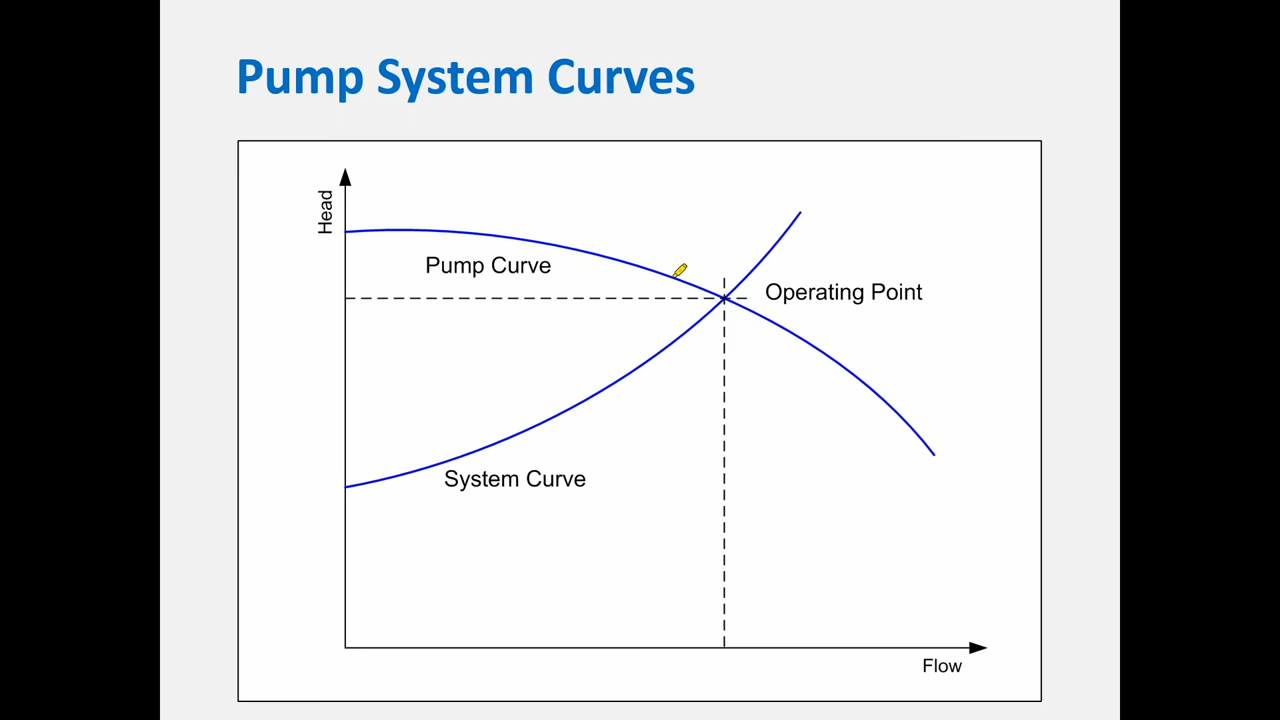 Pump System Curves
Head
Pump Curve
Operating Point
System Curve
Flow